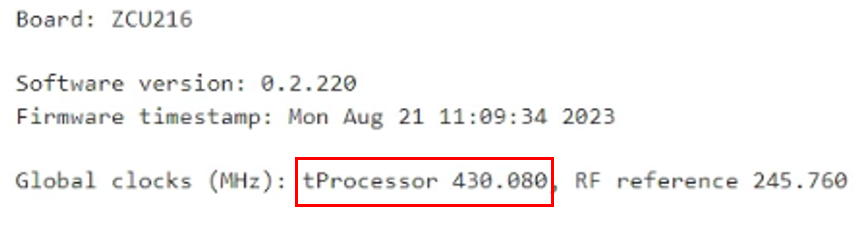 Board: ZCU216
Software version: 0.2.220
Firmware timestamp: Mon Aug 21 11:09:34 2023
Global clocks (MHz): tProcessor 430.080, RF reference 245.760